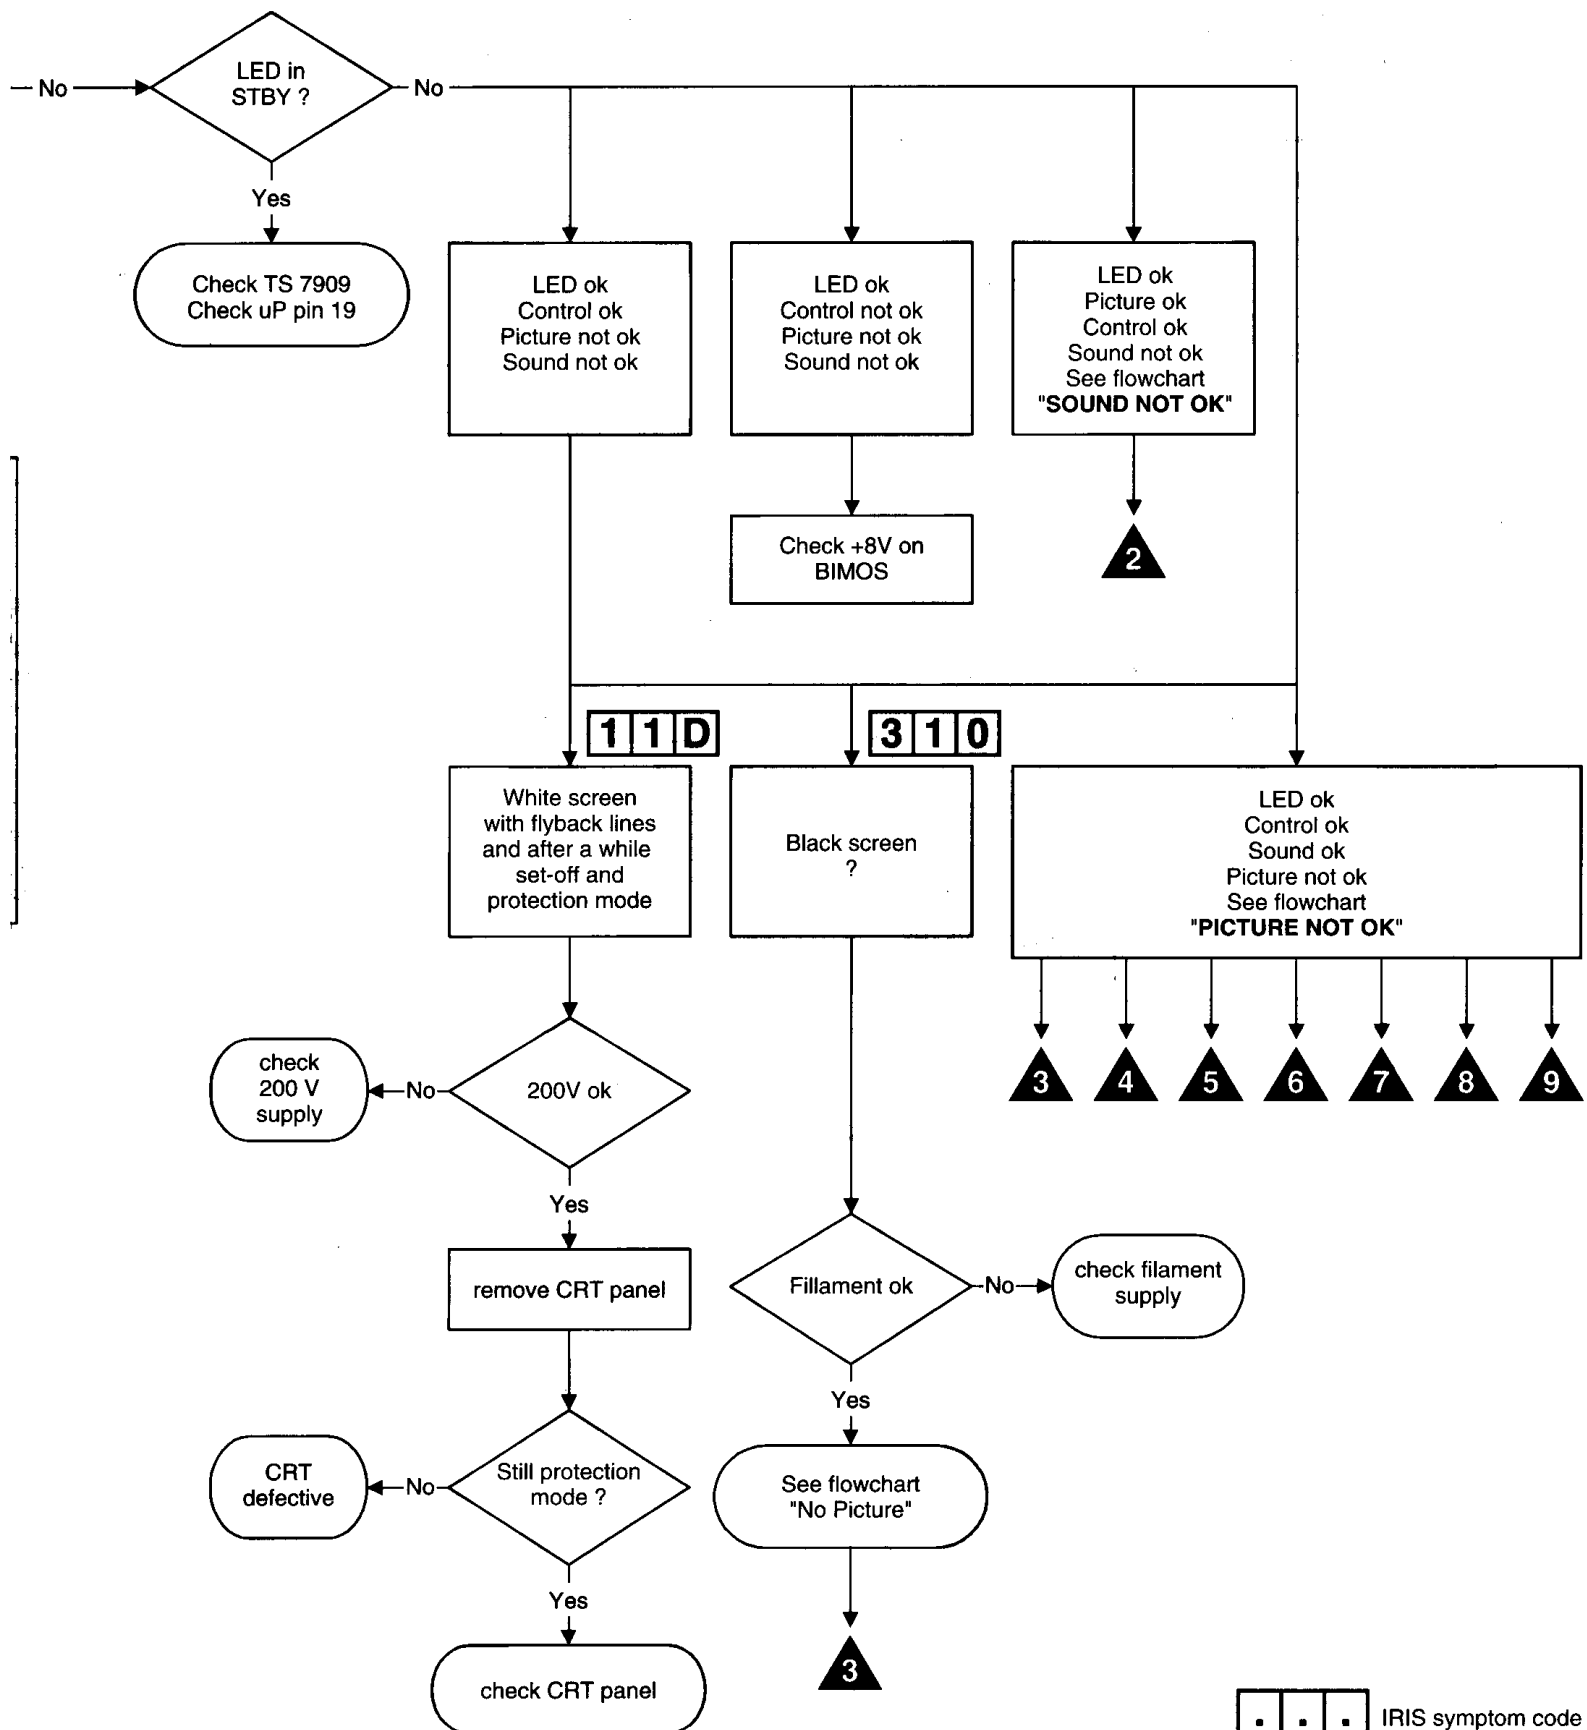 No
LED in
STBY ?
No
Yes
Check TS 7909
Check uP pin 19
LED ok
Control ok
Picture not ok
Sound not ok
LED ok
Control not ok
Picture not ok
Sound not ok
LED ok
Picture ok
Control ok
Sound not ok
See flowchart
"SOUND NOT OK"
Check +8V on
BIMOS
2
1 1 D
3 1 0
White screen
with flyback lines
and after a while
set-off and
protection mode
Black screen
?
LED ok
Control ok
Sound ok
Picture not ok
See flowchart
"PICTURE NOT OK"
3 4 5 6 7 8 9
check
200 V
supply
No
200V ok
Yes
remove CRT panel
Fillament ok
No
check filament
supply
Yes
CRT
defective
No
Still protection
mode ?
See flowchart
"No Picture"
Yes
3
check CRT panel
. . . IRIS symptom code